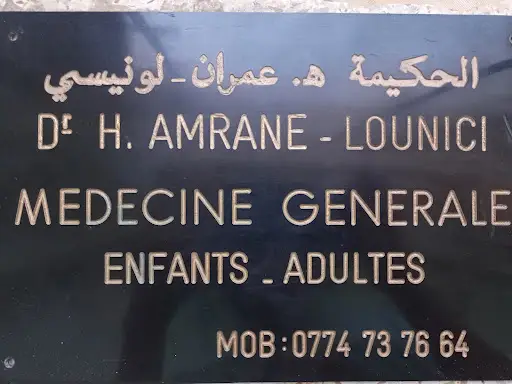 الحكيمة ه. عمران - لونيسي
Dr H. AMRANE - LOUNICI
MEDECINE GENERALE
ENFANTS - ADULTES
MOB: 0774 73 76 64